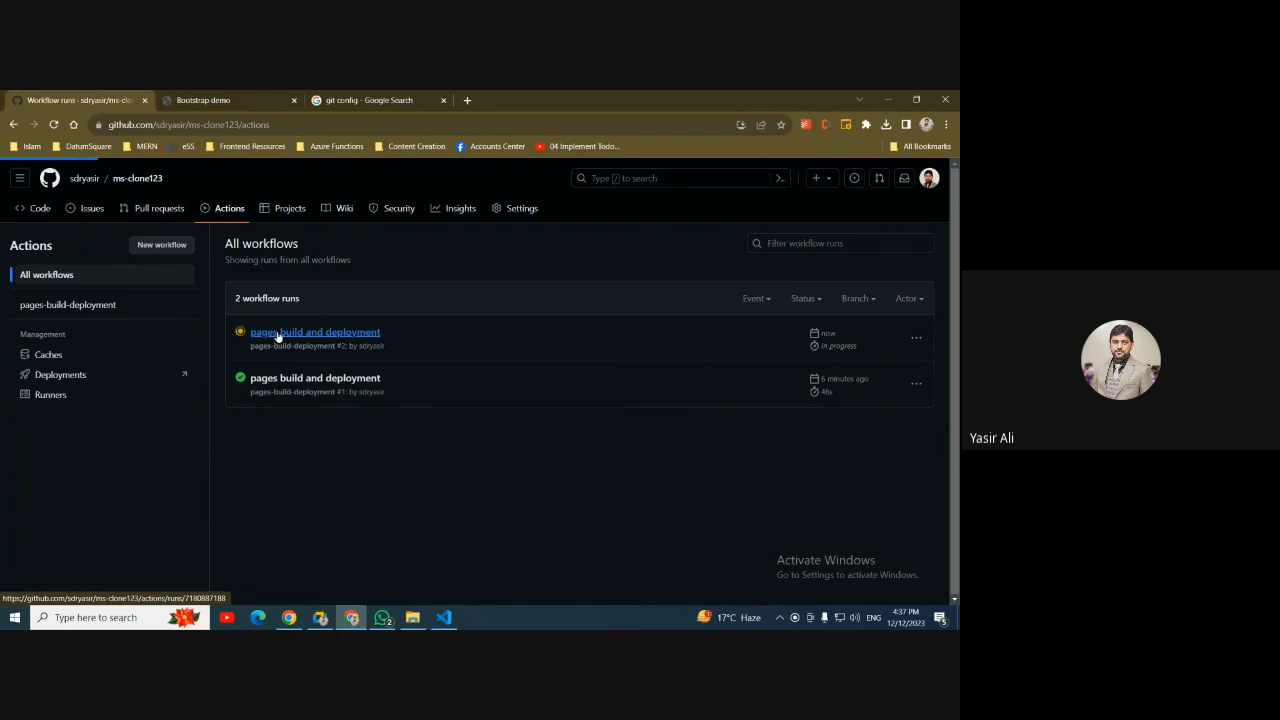 Workflow runs - sdryasir/ms-clo
Bootstrap demo
git config - Google Search
github.com/sdryasir/ms-clone123/actions
Islam
DatumSquare
MERN
eSS
Frontend Resources
Azure Functions
Content Creation
Accounts Center
04 Implement Todo...
All Bookmarks
sdryasir / ms-clone123
Type / to search
Code
Issues
Pull requests
Actions
Projects
Wiki
Security
Insights
Settings
Actions
New workflow
All workflows
pages-build-deployment
Management
Caches
Deployments
Runners
All workflows
Showing runs from all workflows
Filter workflow runs
2 workflow runs
Event
Status
Branch
Actor
pages build and deployment
pages-build-deployment #2: by sdryasir
now
In progress
pages build and deployment
pages-build-deployment #1: by sdryasir
6 minutes ago
46s
Activate Windows
Go to Settings to activate Windows.
https://github.com/sdryasir/ms-clone123/actions/runs/7180887188
Type here to search
2
17°C Haze
ENG
4:37 PM
12/12/2023
5
Yasir Ali